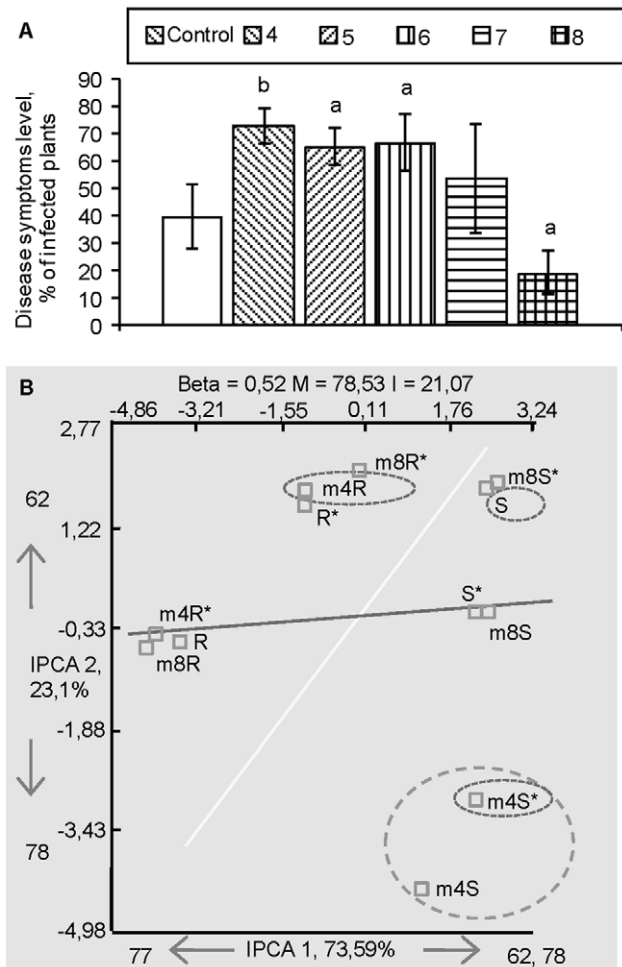 A
Control 4 5 6 7 8
Disease symptoms level,
% of infected plants
90
80
70
60
50
40
30
20
10
0
b
a
a
a
B
Beta = 0,52 M = 78,53 I = 21,07
-4,86 -3,21 -1,55 0,11 1,76 3,24
2,77
1,22
-0,33
-1,88
-3,43
-4,98
62
IPCA 2,
23,1%
78
m8R*
m4R
R*
m8S*
S
m4R*
R
m8R
S*
m8S
m4S*
m4S
77 IPCA 1, 73,59% 62, 78